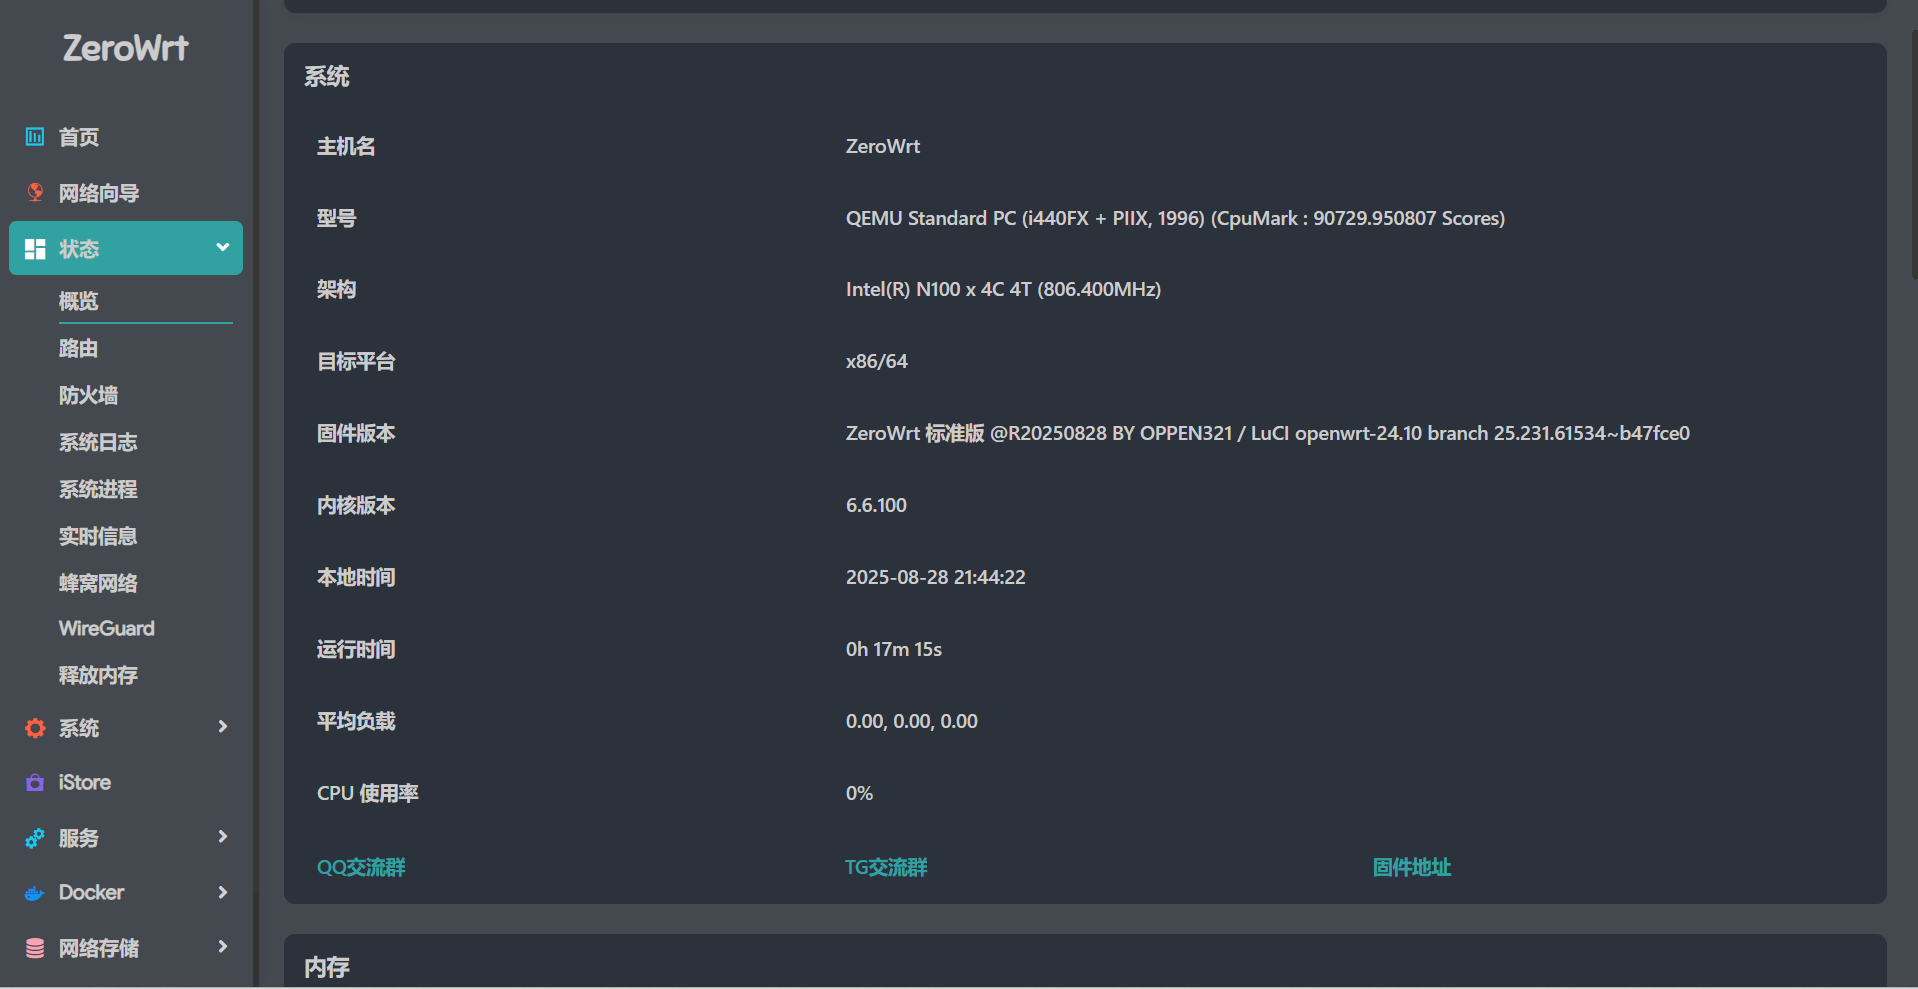 ZeroWrt
首页
网络向导
状态
概览
路由
防火墙
系统日志
系统进程
实时信息
蜂窝网络
WireGuard
释放内存
系统
iStore
服务
Docker
网络存储
系统
主机名 ZeroWrt
型号 QEMU Standard PC (i440FX + PIIX, 1996) (CpuMark : 90729.950807 Scores)
架构 Intel(R) N100 x 4C 4T (806.400MHz)
目标平台 x86/64
固件版本 ZeroWrt 标准版 @R20250828 BY OPPEN321 / LuCI openwrt-24.10 branch 25.231.61534~b47fce0
内核版本 6.6.100
本地时间 2025-08-28 21:44:22
运行时间 0h 17m 15s
平均负载 0.00, 0.00, 0.00
CPU 使用率 0%
QQ交流群 TG交流群 固件地址
内存